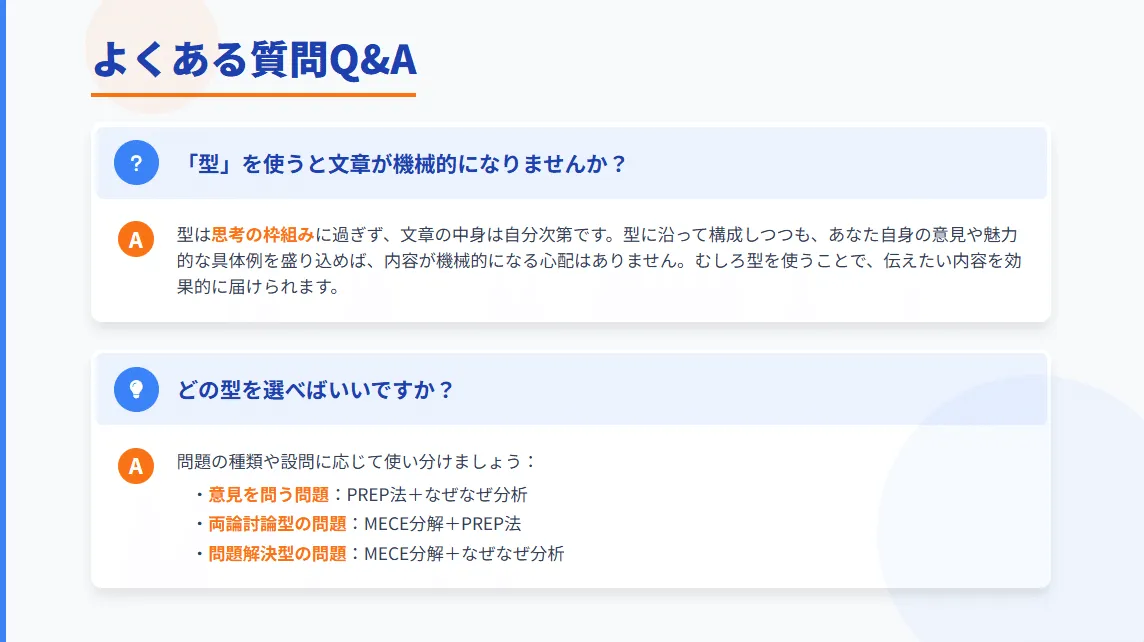 よくある質問Q&A
?
「型」を使うと文章が機械的になりませんか？
A
型は思考の枠組みに過ぎず、文章の中身は自分次第です。型に沿って構成しつつも、あなた自身の意見や魅力
的な具体例を盛り込めば、内容が機械的になる心配はありません。むしろ型を使うことで、伝えたい内容を効
果的に届けられます。
どの型を選べばいいですか？
A
問題の種類や設問に応じて使い分けましょう：
・意見を問う問題：PREP法＋なぜなぜ分析
・両論討論型の問題：MECE分解＋PREP法
・問題解決型の問題：MECE分解＋なぜなぜ分析